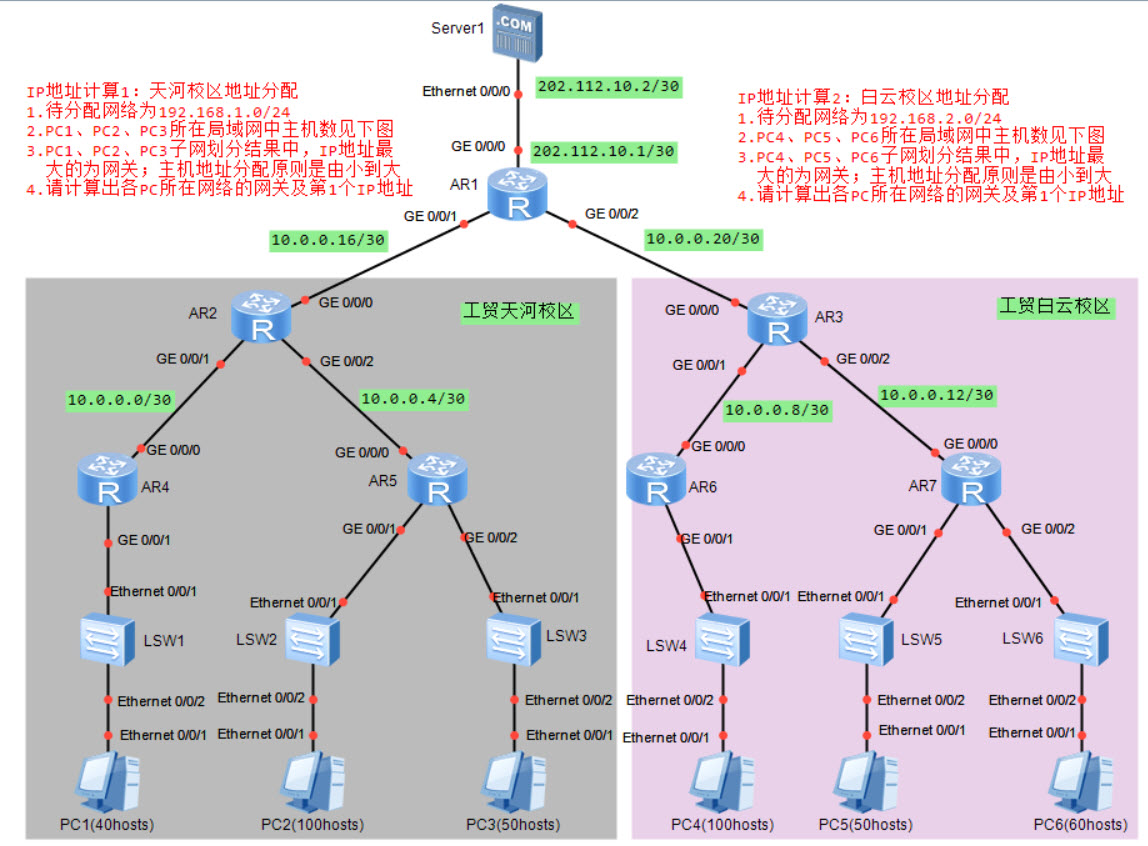 Server1
.COM
Ethernet 0/0/0
202.112.10.2/30
IP地址计算1: 天河校区地址分配
1.待分配网络为192.168.1.0/24
2.PC1、PC2、PC3所在局域网中主机数见下图
3.PC1、PC2、PC3子网划分结果中，IP地址最
大的为网关；主机地址分配原则是由小到大
4.请计算出各PC所在网络的网关及第1个IP地址
IP地址计算2: 白云校区地址分配
1.待分配网络为192.168.2.0/24
2.PC4、PC5、PC6所在局域网中主机数见下图
3.PC4、PC5、PC6子网划分结果中，IP地址最
大的为网关；主机地址分配原则是由小到大
4.请计算出各PC所在网络的网关及第1个IP地址
GE 0/0/0
202.112.10.1/30
AR1
R
GE 0/0/1
GE 0/0/2
10.0.0.16/30
10.0.0.20/30
工贸天河校区
AR2
R
GE 0/0/0
GE 0/0/1
GE 0/0/2
10.0.0.0/30
10.0.0.4/30
GE 0/0/0
GE 0/0/0
AR4
R
AR5
R
GE 0/0/1
GE 0/0/1
GE 0/0/2
Ethernet 0/0/1
Ethernet 0/0/1
Ethernet 0/0/1
LSW1
LSW2
LSW3
Ethernet 0/0/2
Ethernet 0/0/2
Ethernet 0/0/2
Ethernet 0/0/1
Ethernet 0/0/1
Ethernet 0/0/1
PC1(40hosts)
PC2(100hosts)
PC3(50hosts)
工贸白云校区
GE 0/0/0
AR3
R
GE 0/0/1
GE 0/0/2
10.0.0.8/30
10.0.0.12/30
GE 0/0/0
GE 0/0/0
AR6
R
AR7
R
GE 0/0/1
GE 0/0/1
GE 0/0/2
Ethernet 0/0/1
Ethernet 0/0/1
Ethernet 0/0/1
LSW4
LSW5
LSW6
Ethernet 0/0/2
Ethernet 0/0/2
Ethernet 0/0/2
Ethernet 0/0/1
Ethernet 0/0/1
Ethernet 0/0/1
PC4(100hosts)
PC5(50hosts)
PC6(60hosts)